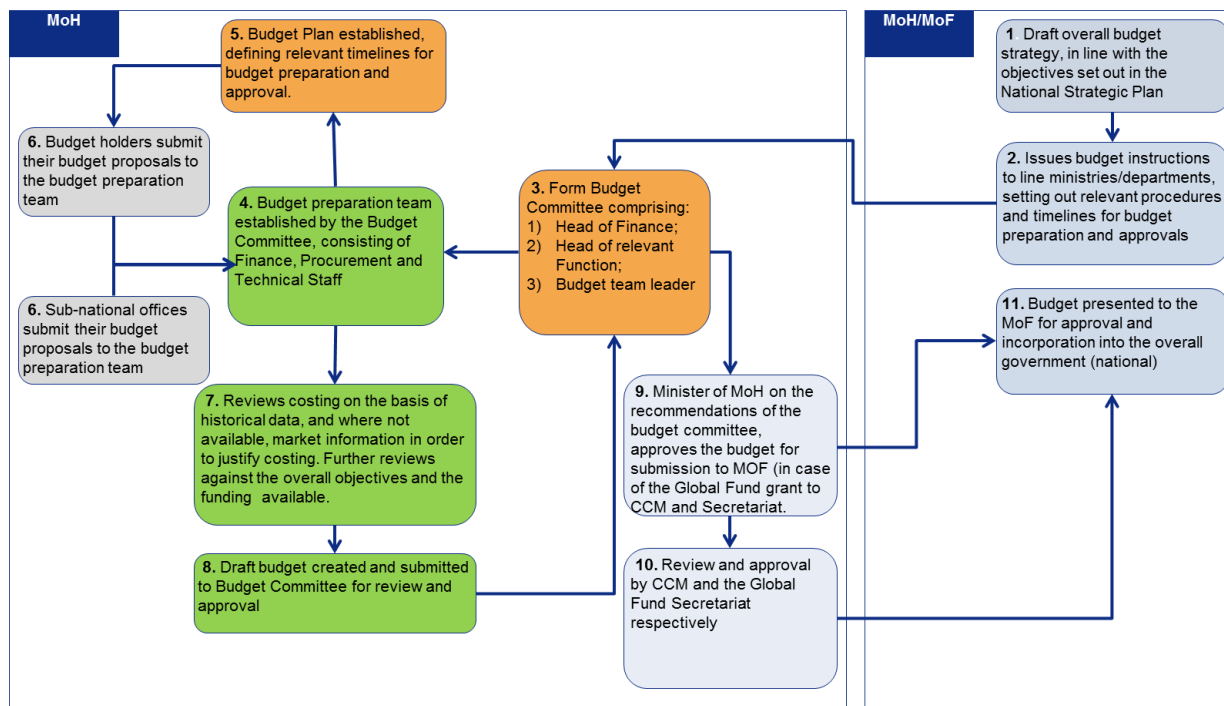 MoH
5. Budget Plan established,
defining relevant timelines for
budget preparation and
approval.
6. Budget holders submit
their budget proposals to
the budget preparation
team
4. Budget preparation team
established by the Budget
Committee, consisting of
Finance, Procurement and
Technical Staff
6. Sub-national offices
submit their budget
proposals to the budget
preparation team
3. Form Budget
Committee comprising:
1) Head of Finance;
2) Head of relevant
Function;
3) Budget team leader
7. Reviews costing on the basis of
historical data, and where not
available, market information in order
to justify costing. Further reviews
against the overall objectives and the
funding available.
8. Draft budget created and submitted
to Budget Committee for review and
approval
9. Minister of MoH on the
recommendations of the
budget committee,
approves the budget for
submission to MOF (in case
of the Global Fund grant to
CCM and Secretariat.
10. Review and approval
by CCM and the Global
Fund Secretariat
respectively
MoH/MoF
1. Draft overall budget
strategy, in line with the
objectives set out in the
National Strategic Plan
2. Issues budget instructions
to line ministries/departments,
setting out relevant procedures
and timelines for budget
preparation and approvals
11. Budget presented to the
MoF for approval and
incorporation into the overall
government (national)